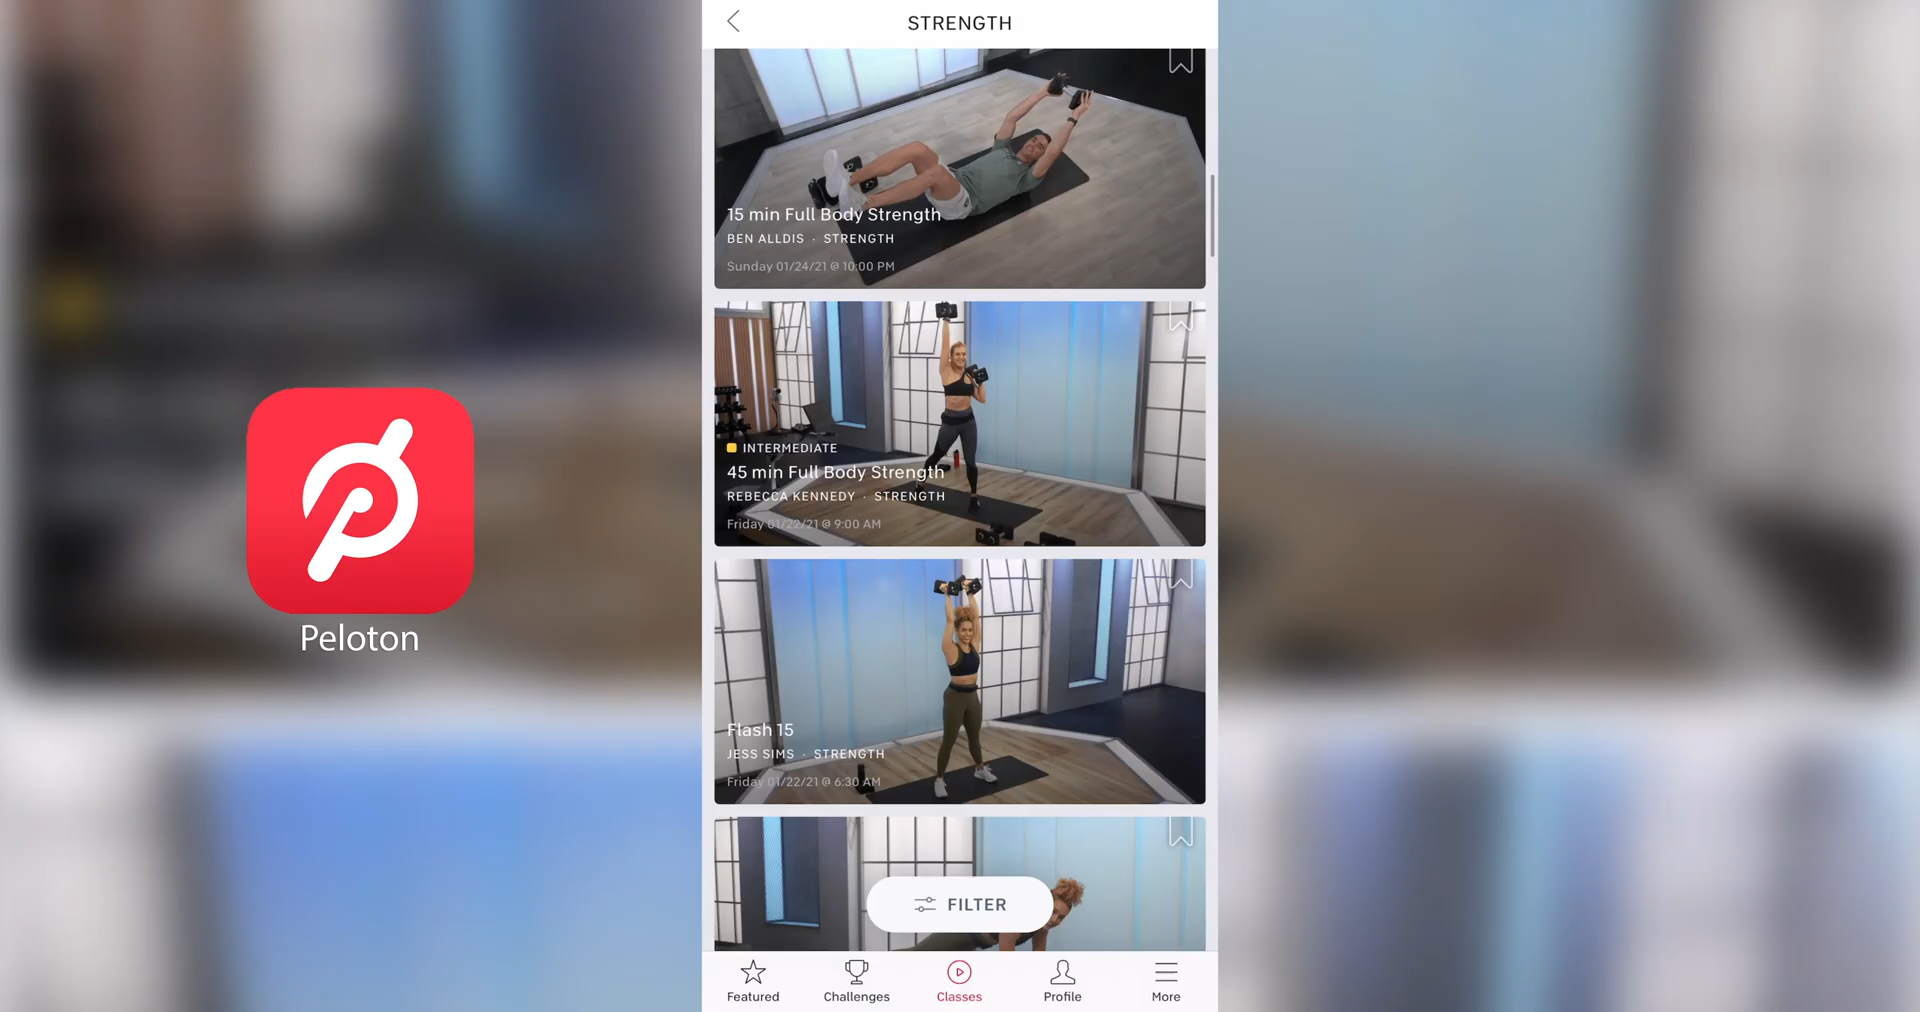 STRENGTH
15 min Full Body Strength
BEN ALLDIS · STRENGTH
Sunday 01/24/21 @ 10:00 PM
INTERMEDIATE
45 min Full Body Strength
REBECCA KENNEDY · STRENGTH
Friday 01/22/21 @ 9:00 AM
Flash 15
JESS SIMS · STRENGTH
Friday 01/22/21 @ 6:30 AM
FILTER
Featured
Challenges
Classes
Profile
More
Peloton